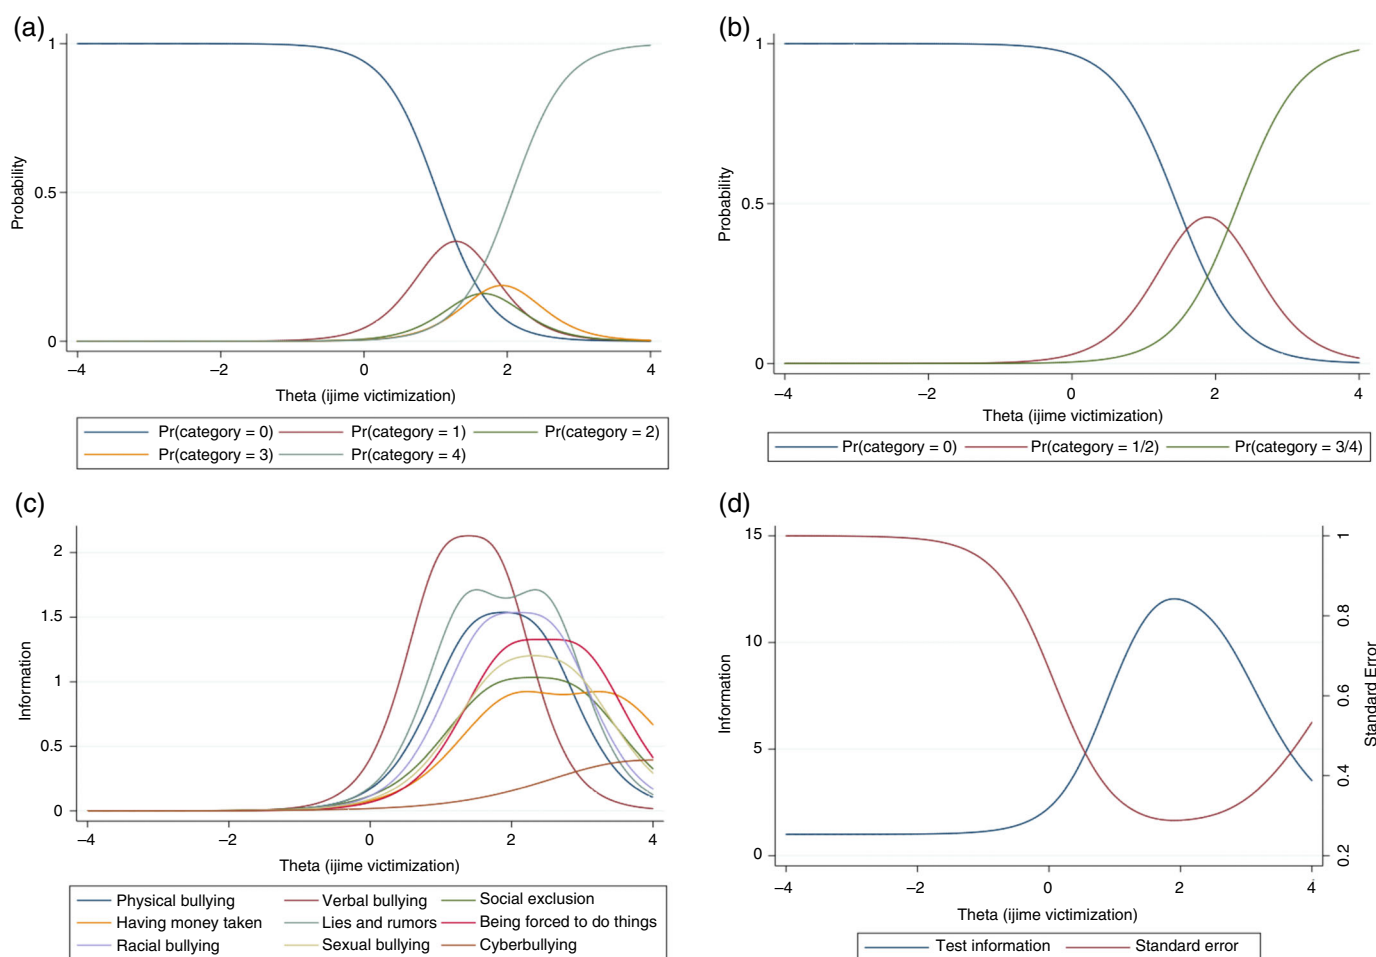 (a)
1
0.5
0
Probability
−4
−2
0
2
4
Theta (ijime victimization)
Pr(category = 0)
Pr(category = 1)
Pr(category = 2)
Pr(category = 3)
Pr(category = 4)
(b)
1
0.5
0
Probability
−4
−2
0
2
4
Theta (ijime victimization)
Pr(category = 0)
Pr(category = 1/2)
Pr(category = 3/4)
(c)
2
1.5
1
0.5
0
Information
−4
−2
0
2
4
Theta (ijime victimization)
Physical bullying
Verbal bullying
Social exclusion
Having money taken
Lies and rumors
Being forced to do things
Racial bullying
Sexual bullying
Cyberbullying
(d)
15
10
5
0
Information
1
0.8
0.6
0.4
0.2
Standard Error
−4
−2
0
2
4
Theta (ijime victimization)
Test information
Standard error